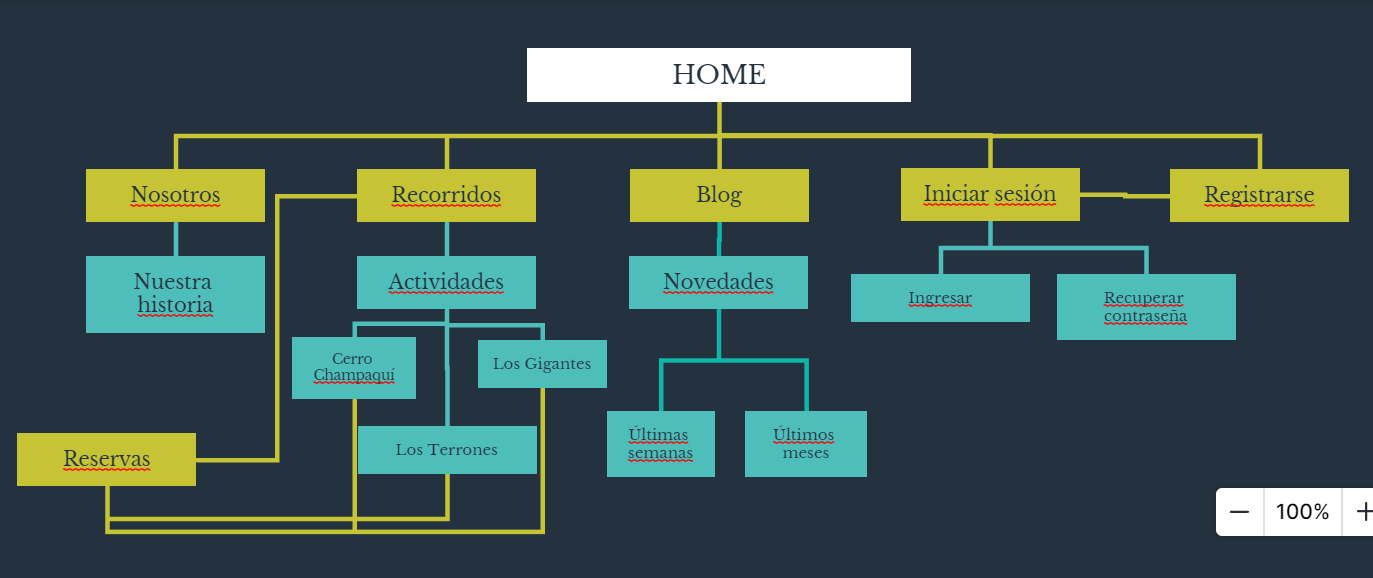 HOME
Nosotros
Recorridos
Blog
Iniciar sesión
Registrarse
Nuestra
historia
Actividades
Novedades
Ingresar
Recuperar
contraseña
Cerro
Champaquí
Los Gigantes
Los Terrones
Últimas
semanas
Últimos
meses
Reservas
100%